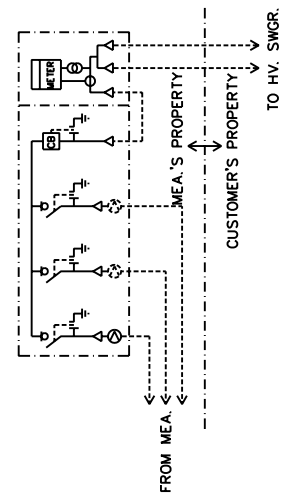 METER
CB
TO HV. SWGR.
MEA.'S PROPERTY
CUSTOMER'S PROPERTY
FROM MEA.